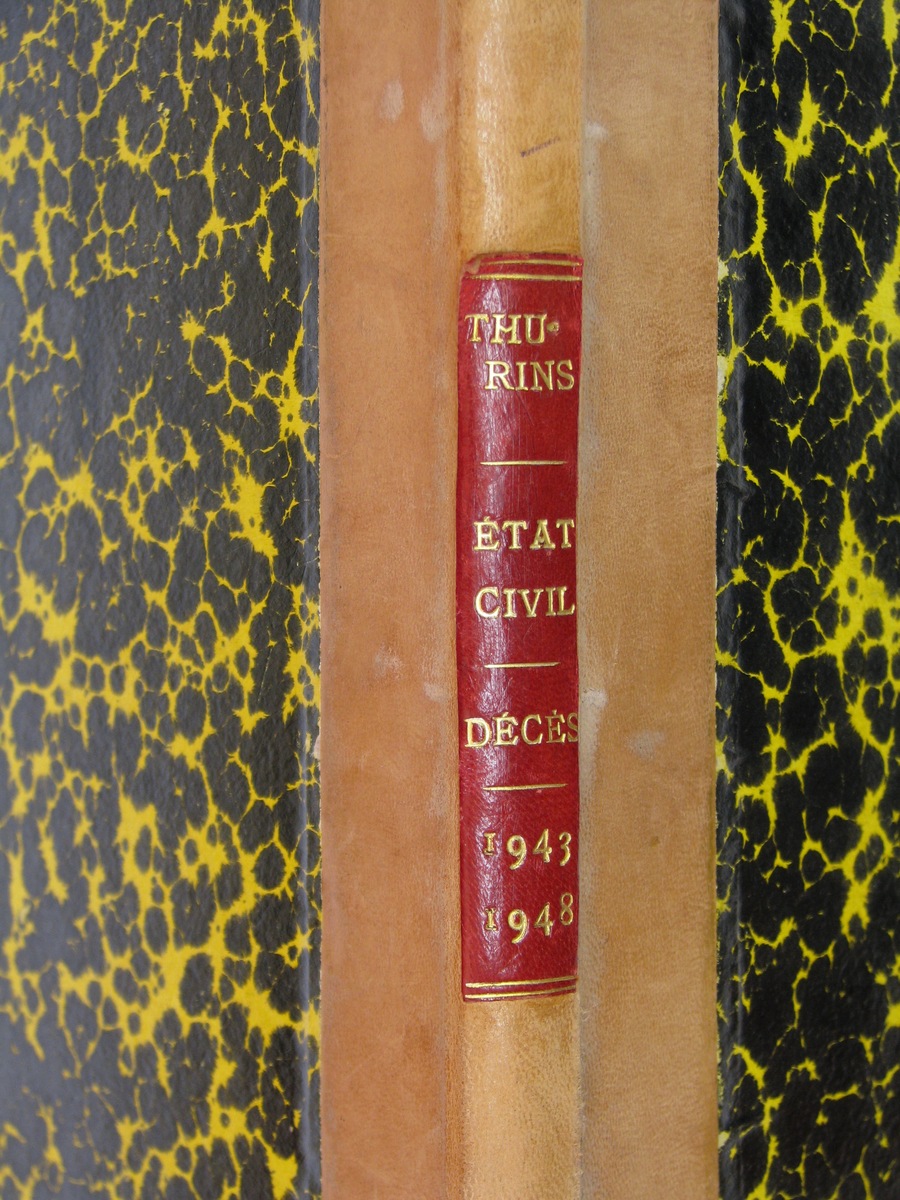 THU-
RINS
ÉTAT
CIVIL
DÉCÈS
1943
1948